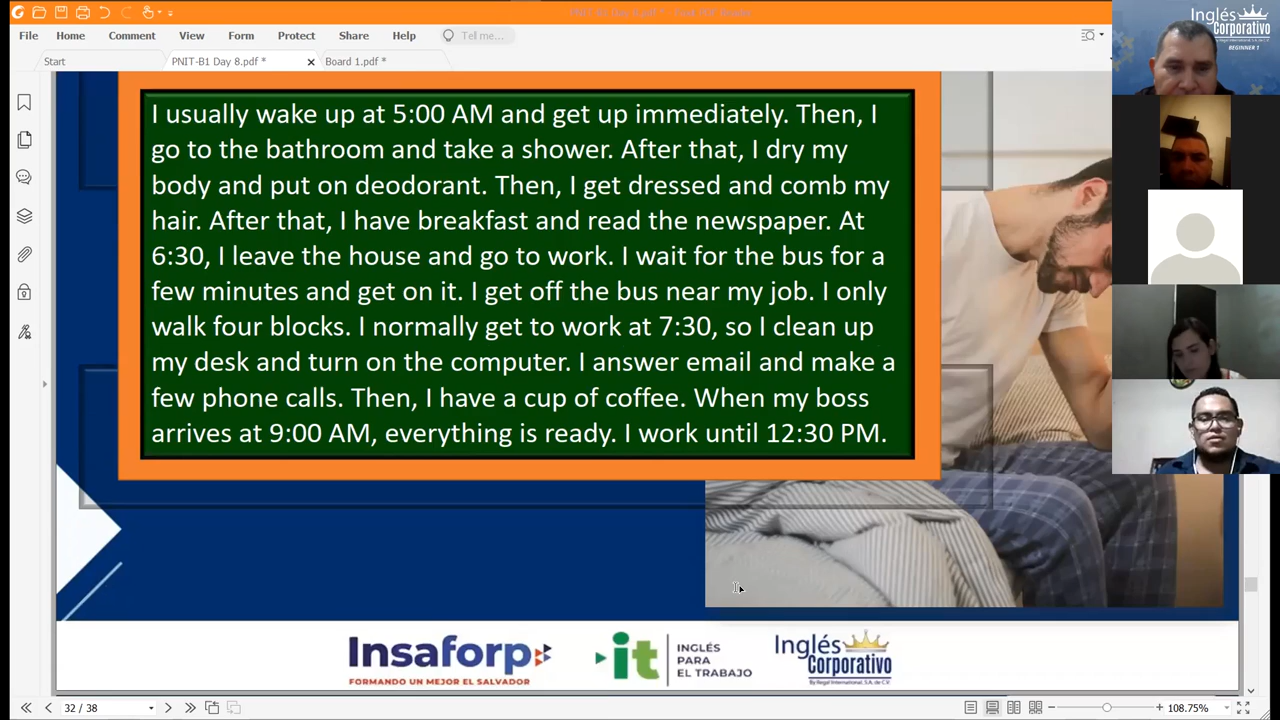 File Home Comment View Form Protect Share Help Tell me...
Start PNIT-B1 Day 8.pdf * Board 1.pdf *
Inglés
Corporativo
By Regal International, S.A. de C.V.
BEGINNER 1
I usually wake up at 5:00 AM and get up immediately. Then, I
go to the bathroom and take a shower. After that, I dry my
body and put on deodorant. Then, I get dressed and comb my
hair. After that, I have breakfast and read the newspaper. At
6:30, I leave the house and go to work. I wait for the bus for a
few minutes and get on it. I get off the bus near my job. I only
walk four blocks. I normally get to work at 7:30, so I clean up
my desk and turn on the computer. I answer email and make a
few phone calls. Then, I have a cup of coffee. When my boss
arrives at 9:00 AM, everything is ready. I work until 12:30 PM.
Insaforp
FORMANDO UN MEJOR EL SALVADOR
it
INGLÉS
PARA
EL TRABAJO
Inglés
Corporativo
By Regal International, S.A. de C.V.
32 / 38
108.75%